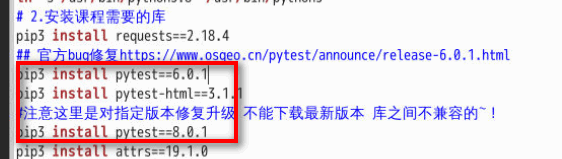 # 2.安装课程需要的库
pip3 install requests==2.18.4
## 官方bug修复https://www.osgeo.cn/pytest/announce/release-6.0.1.html
pip3 install pytest==6.0.1
pip3 install pytest-html==3.1.1
#注意这里是对指定版本修复升级 不能下载最新版本 库之间不兼容的~！
pip3 install pytest==8.0.1
pip3 install attrs==19.1.0